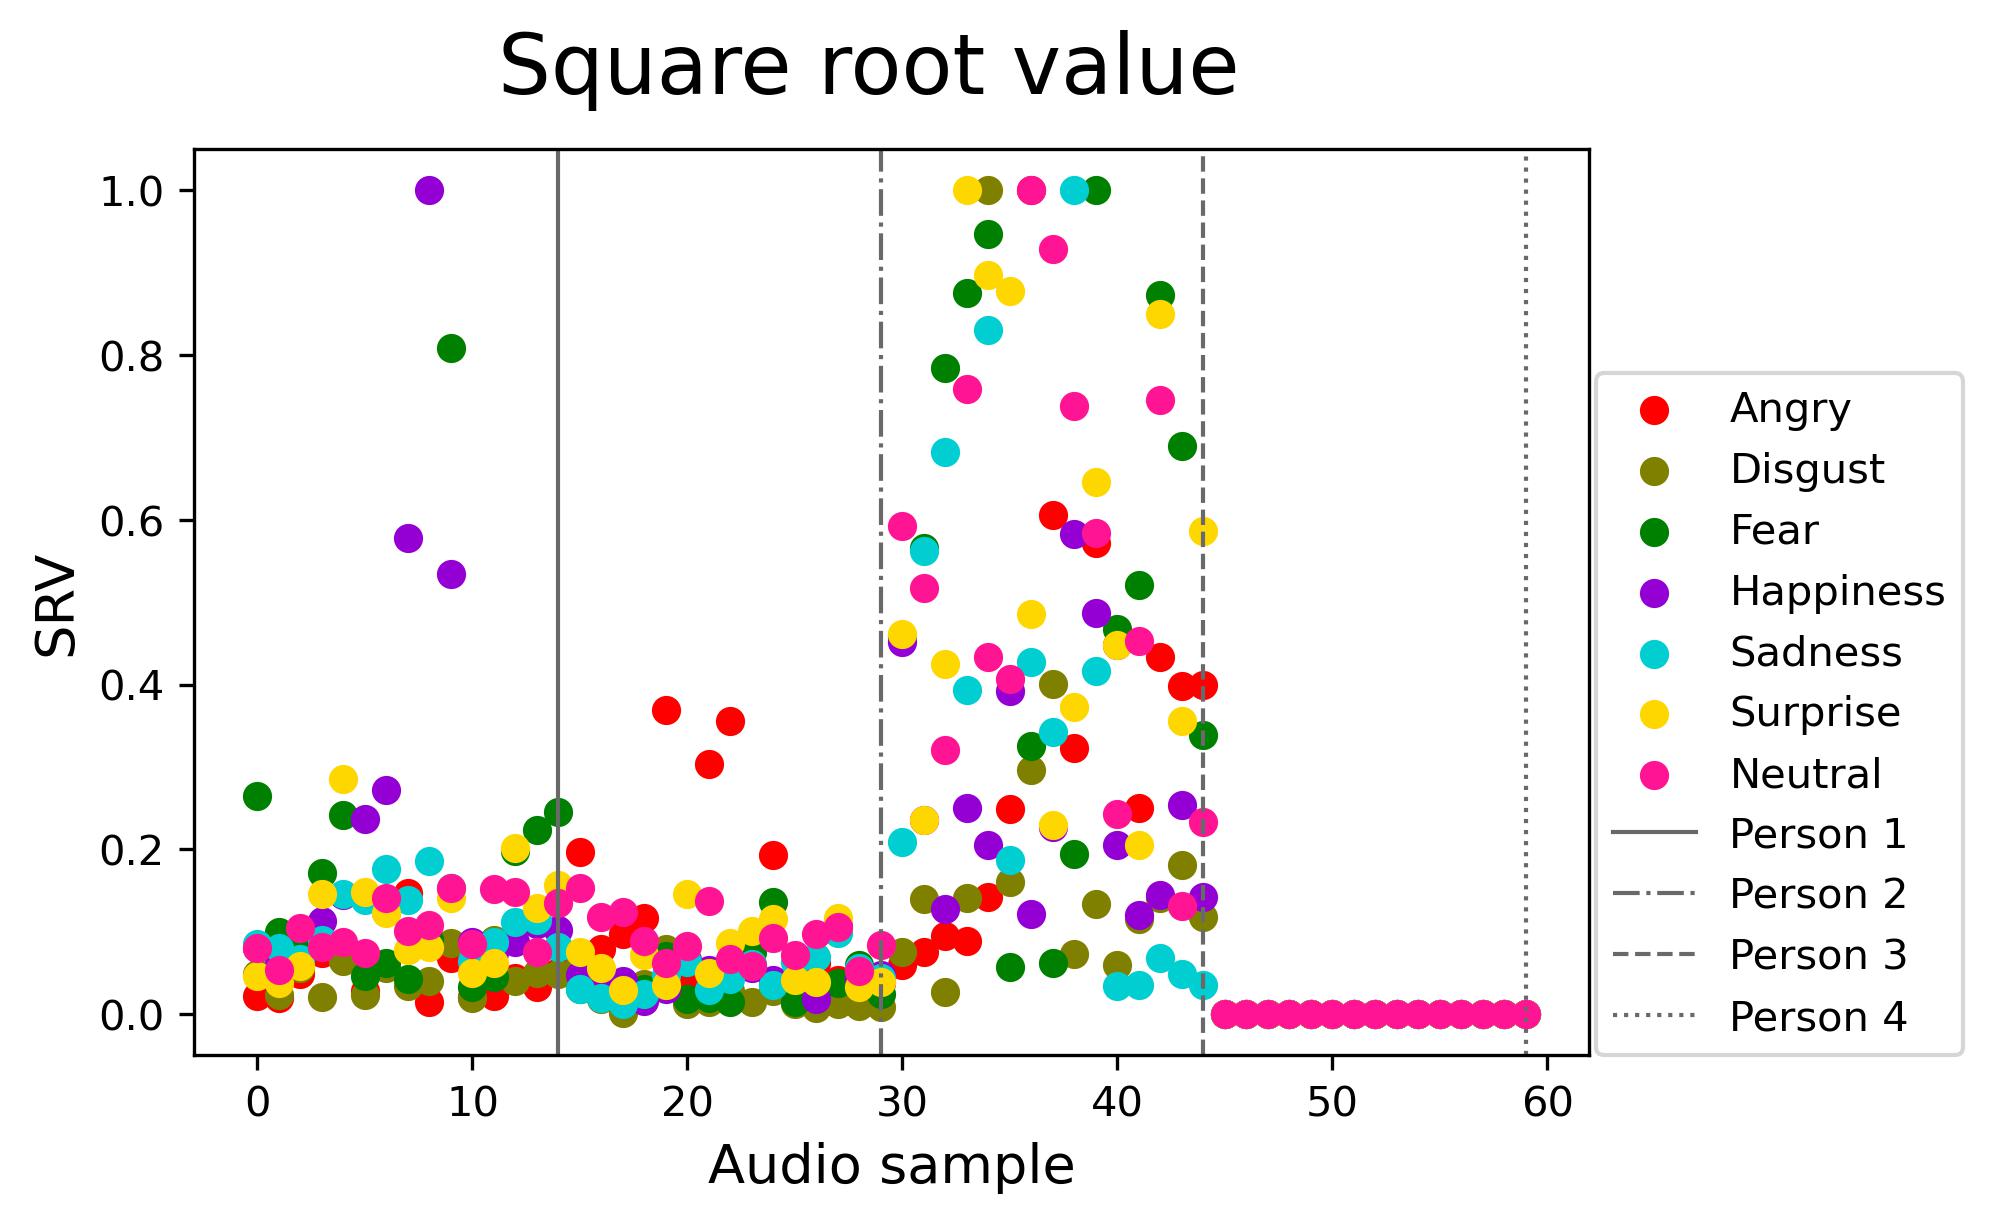 Square root value
1.0
0.8
0.6
0.4
0.2
0.0
SRV
0 10 20 30 40 50 60
Audio sample
Angry
Disgust
Fear
Happiness
Sadness
Surprise
Neutral
Person 1
Person 2
Person 3
Person 4